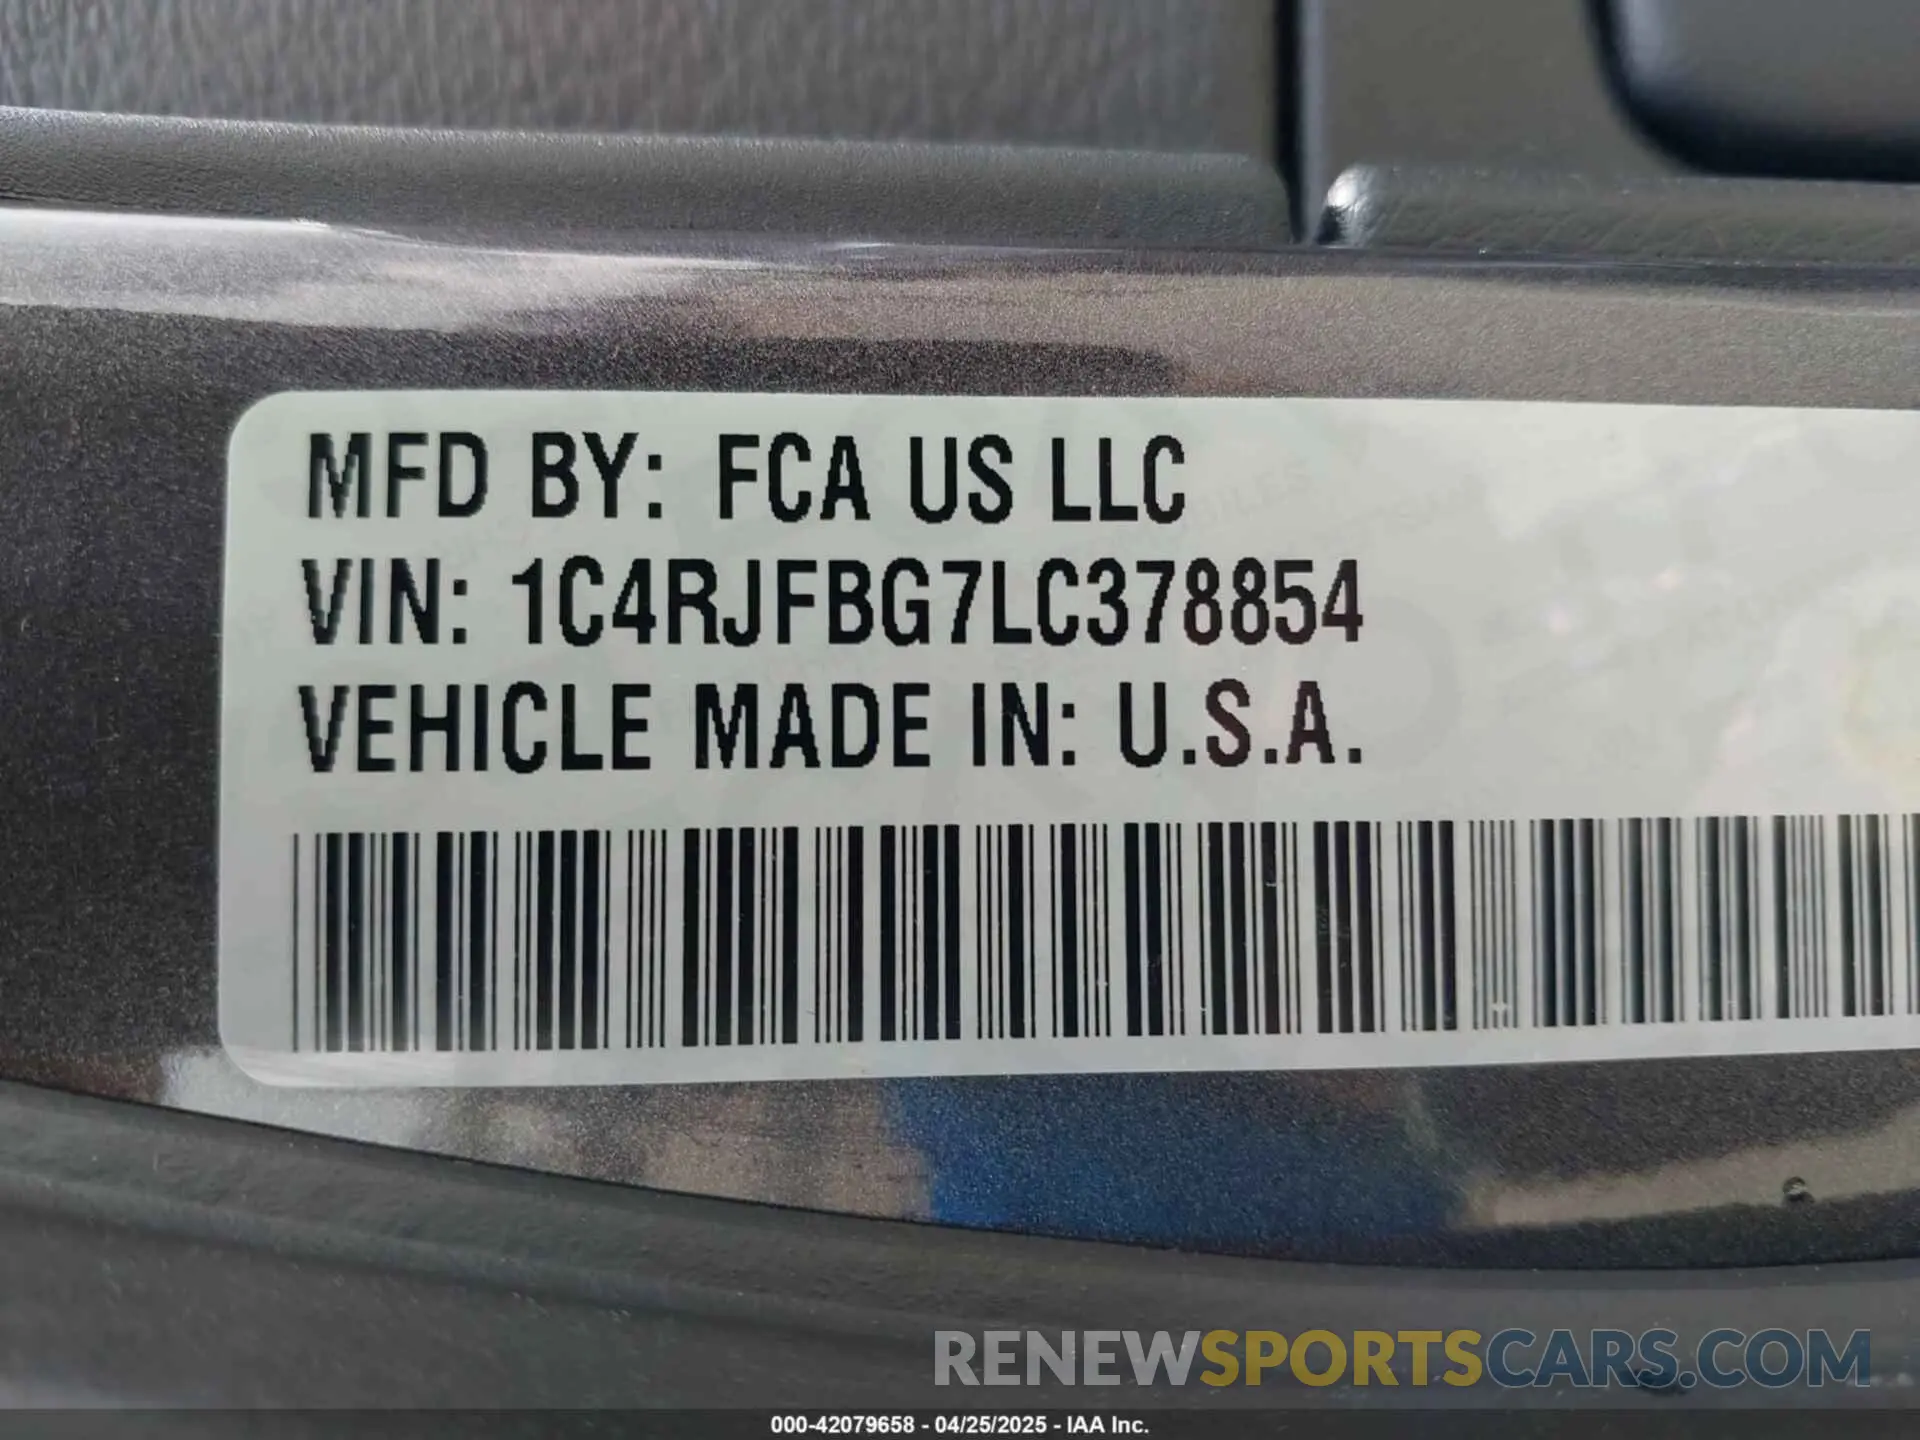 MFD BY: FCA US LLC
VIN: 1C4RJFBG7LC378854
VEHICLE MADE IN: U.S.A.
RENEWSPORTSCARS.COM
000-42079658 - 04/25/2025 - IAA Inc.